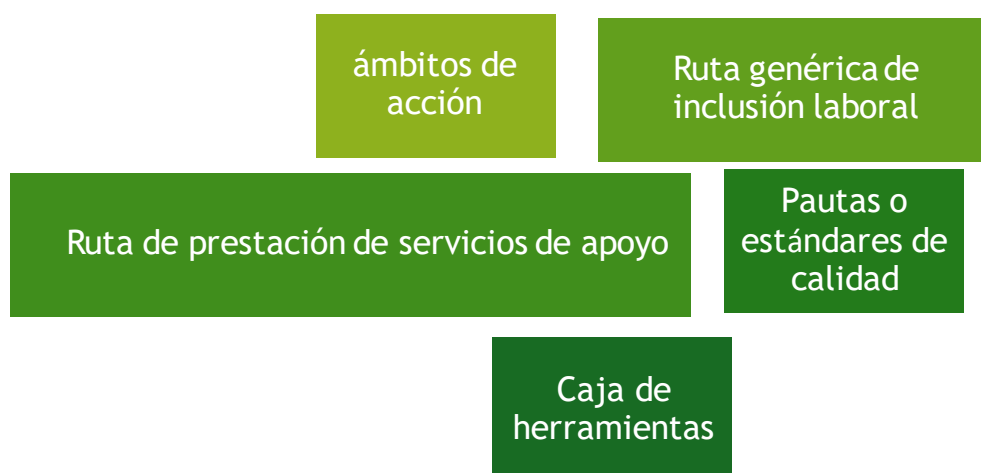 ámbitos de
acción
Ruta genérica de
inclusión laboral
Ruta de prestación de servicios de apoyo
Pautas o
estándares de
calidad
Caja de
herramientas